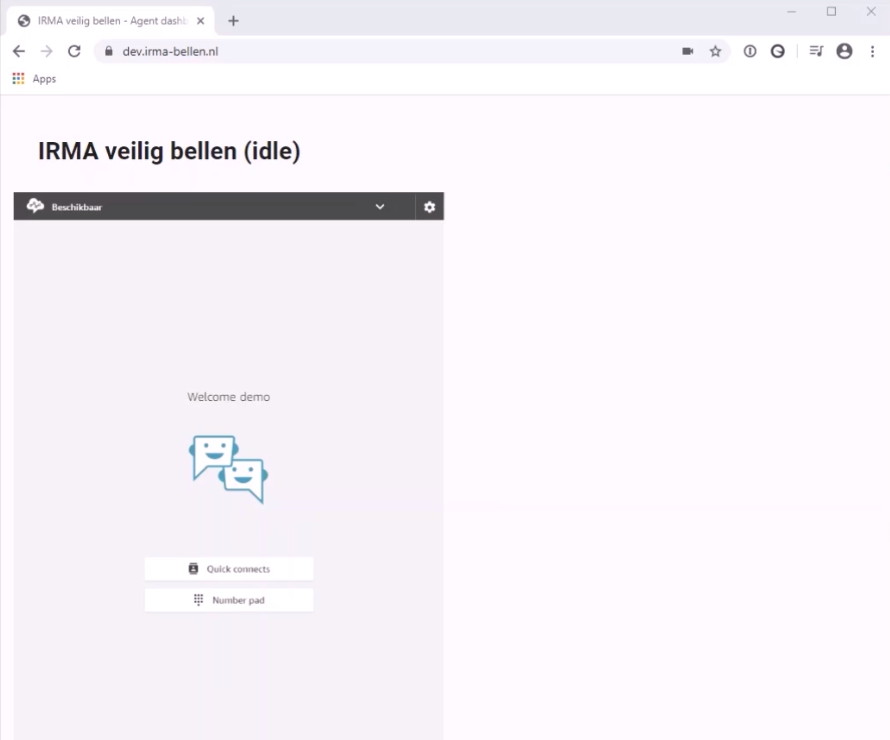 IRMA veilig bellen - Agent dashb
dev.irma-bellen.nl
Apps
IRMA veilig bellen (idle)
Beschikbaar
Welcome demo
Quick connects
Number pad